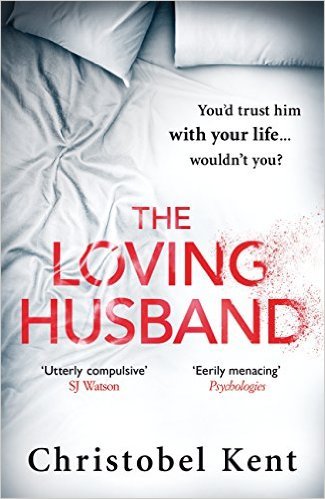 You'd trust him
with your life...
wouldn't you?
THE
LOVING
HUSBAND
'Utterly compulsive'
SJ Watson
'Eerily menacing'
Psychologies
Christobel Kent